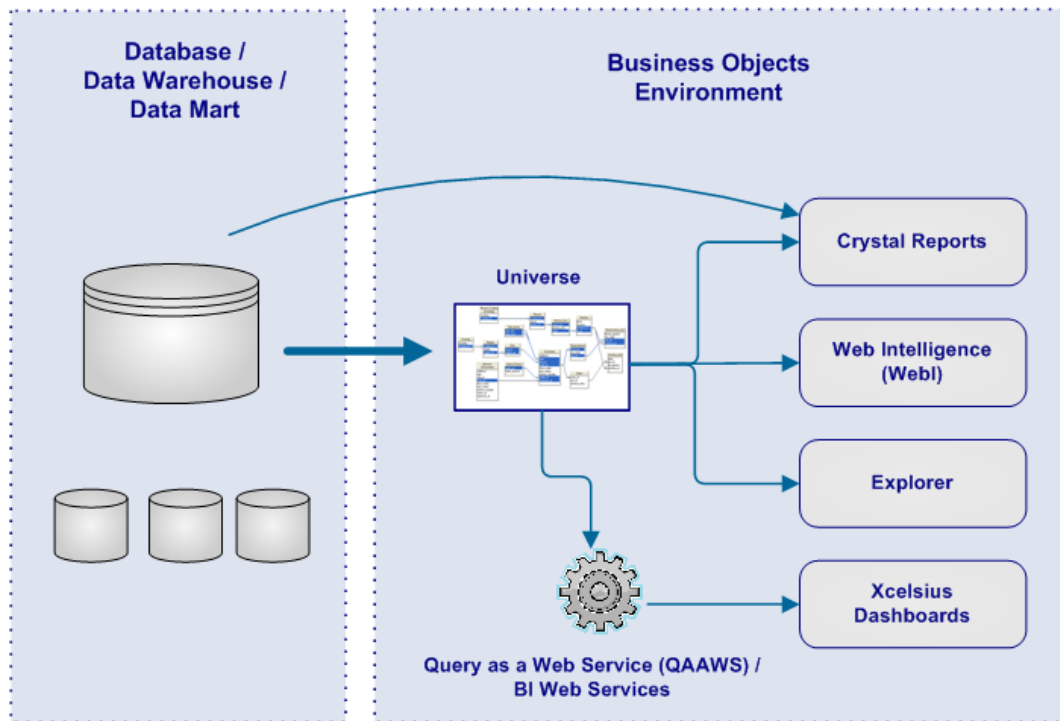 Database /
Data Warehouse /
Data Mart
Business Objects
Environment
Crystal Reports
Universe
Web Intelligence
(WebI)
Explorer
Xcelsius
Dashboards
Query as a Web Service (QAAWS) /
BI Web Services